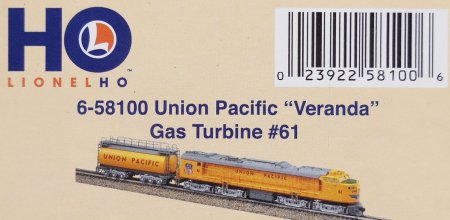 HO
LIONEL HO
0 23922 58100 6
6-58100 Union Pacific “Veranda”
Gas Turbine #61
UNION PACIFIC
UNION PACIFIC
61